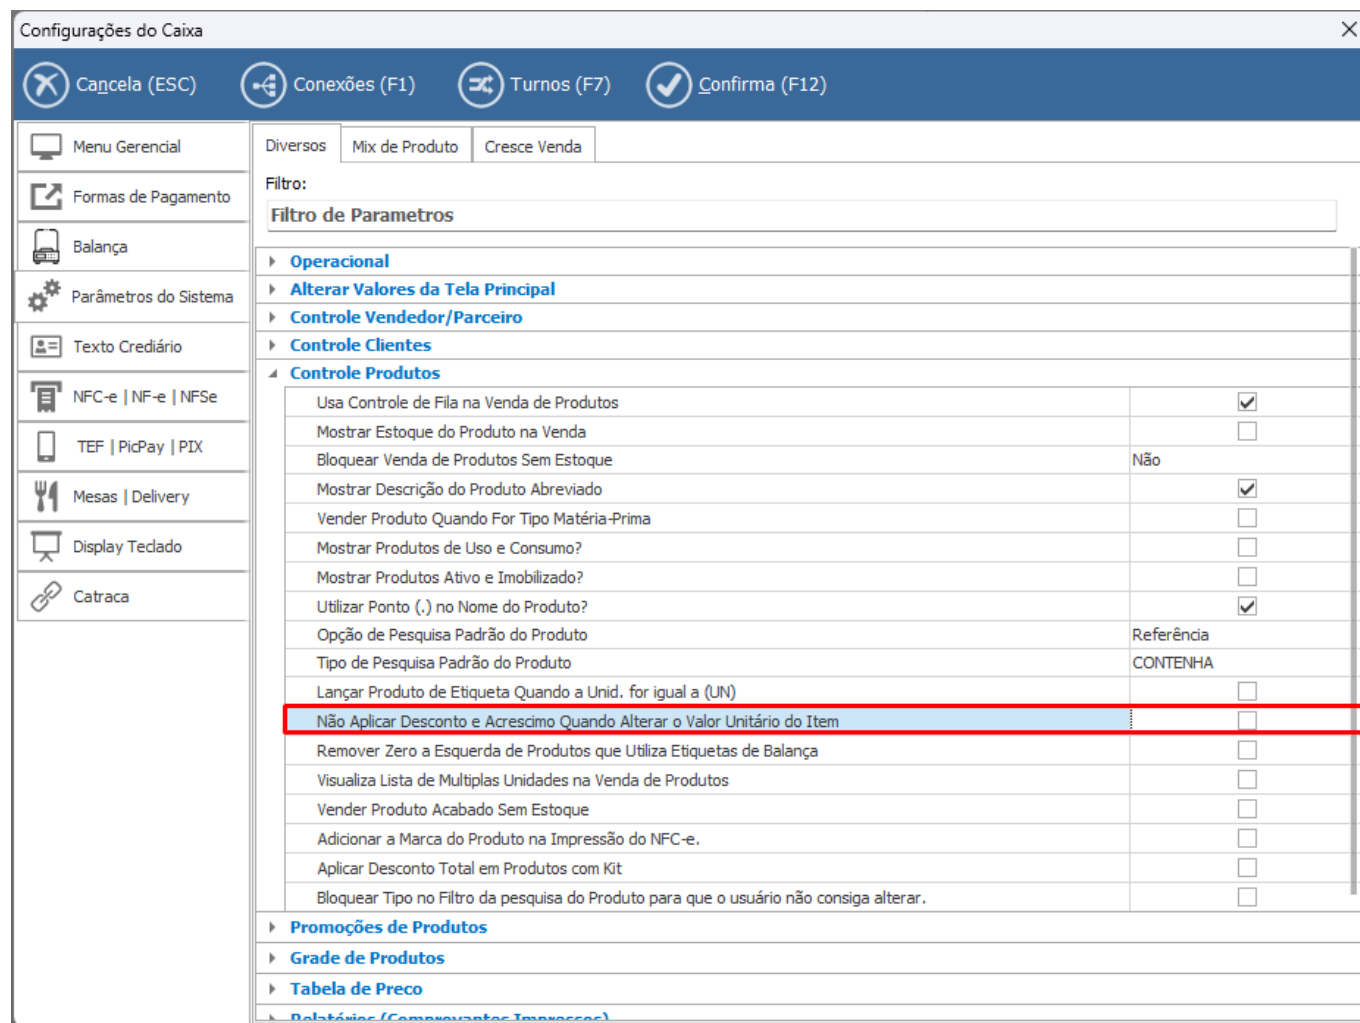 Configurações do Caixa
Cancela (ESC)
Conexões (F1)
Turnos (F7)
Confirma (F12)
Menu Gerencial
Formas de Pagamento
Balança
Parâmetros do Sistema
Texto Crediário
NFC-e | NF-e | NFSe
TEF | PicPay | PIX
Mesas | Delivery
Display Teclado
Catraca
Diversos
Mix de Produto
Cresce Venda
Filtro:
Filtro de Parametros
Operacional
Alterar Valores da Tela Principal
Controle Vendedor/Parceiro
Controle Clientes
Controle Produtos
Usa Controle de Fila na Venda de Produtos
Mostrar Estoque do Produto na Venda
Bloquear Venda de Produtos Sem Estoque Não
Mostrar Descrição do Produto Abreviado
Vender Produto Quando For Tipo Matéria-Prima
Mostrar Produtos de Uso e Consumo?
Mostrar Produtos Ativo e Imobilizado?
Utilizar Ponto (.) no Nome do Produto?
Opção de Pesquisa Padrão do Produto Referência
Tipo de Pesquisa Padrão do Produto CONTENHA
Lançar Produto de Etiqueta Quando a Unid. for igual a (UN)
Não Aplicar Desconto e Acrescimo Quando Alterar o Valor Unitário do Item
Remover Zero a Esquerda de Produtos que Utiliza Etiquetas de Balança
Visualiza Lista de Multiplas Unidades na Venda de Produtos
Vender Produto Acabado Sem Estoque
Adicionar a Marca do Produto na Impressão do NFC-e.
Aplicar Desconto Total em Produtos com Kit
Bloquear Tipo no Filtro da pesquisa do Produto para que o usuário não consiga alterar.
Promoções de Produtos
Grade de Produtos
Tabela de Preco
Relatórios (Comprovantes Impressos)